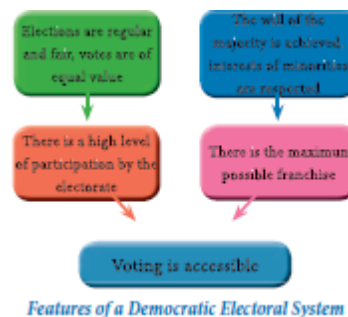 Elections are regular
and fair, votes are of
equal value
The will of the
majority is achieved
interests of minorities
are respected
There is a high level
of participation by the
electorate
There is the maximum
possible franchise
Voting is accessible
Features of a Democratic Electoral System